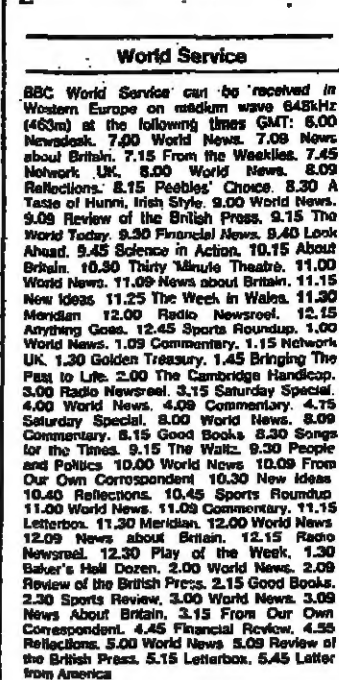 World Service
BBC World Service can be received in
Western Europe on medium wave 648kHz
(463m) at the following times GMT: 6.00
Newsdesk. 7.00 World News. 7.09 News
about Britain. 7.15 From the Weeklies. 7.45
Network UK. 8.00 World News. 8.09
Reflections. 8.15 Peebles' Choice. 8.30 A
Taste of Hunni, Irish Style. 9.00 World News.
9.09 Review of the British Press. 9.15 The
World Today. 9.30 Financial News. 9.40 Look
Ahead. 9.45 Science in Action. 10.15 About
Britain. 10.30 Thirty Minute Theatre. 11.00
World News. 11.09 News about Britain. 11.15
New Ideas 11.25 The Week in Wales. 11.30
Meridian 12.00 Radio Newsreel. 12.15
Anything Goes. 12.45 Sports Roundup. 1.00
World News. 1.09 Commentary. 1.15 Network
UK. 1.30 Golden Treasury. 1.45 Bringing The
Past to Life. 2.00 The Cambridge Handicap.
3.00 Radio Newsreel. 3.15 Saturday Special.
4.00 World News. 4.09 Commentary. 4.15
Saturday Special. 8.00 World News. 8.09
Commentary. 8.15 Good Books 8.30 Songs
for the Times. 9.15 The Waltz. 9.30 People
and Politics 10.00 World News 10.09 From
Our Own Correspondent 10.30 New Ideas
10.40 Reflections. 10.45 Sports Roundup
11.00 World News. 11.09 Commentary. 11.15
Letterbox. 11.30 Meridian. 12.00 World News
12.09 News about Britain. 12.15 Radio
Newsreel. 12.30 Play of the Week. 1.30
Baker's Half Dozen. 2.00 World News. 2.09
Review of the British Press. 2.15 Good Books.
2.30 Sports Review. 3.00 World News. 3.09
News About Britain. 3.15 From Our Own
Correspondent. 4.45 Financial Review. 4.55
Reflections. 5.00 World News 5.09 Review of
the British Press. 5.15 Letterbox. 5.45 Letter
from America